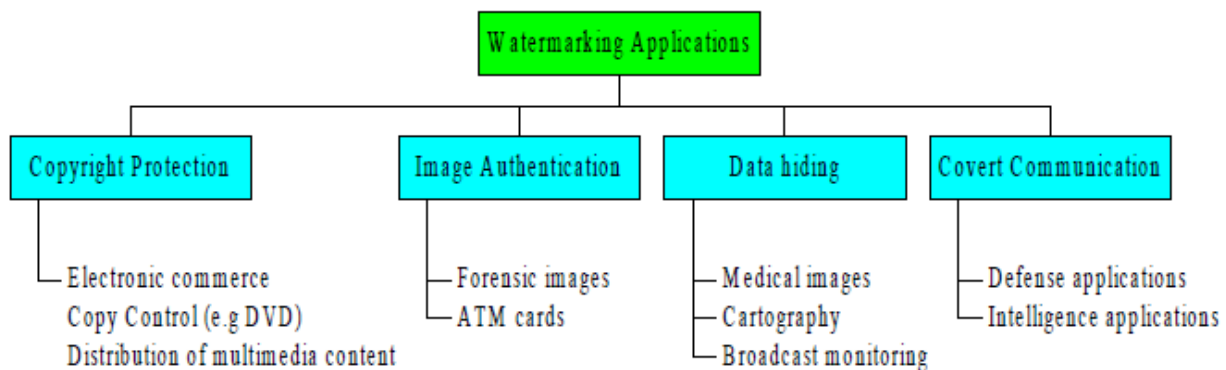 Watermarking Applications
Copyright Protection
Image Authentication
Data hiding
Covert Communication
Electronic commerce
Copy Control (e.g DVD)
Distribution of multimedia content
Forensic images
ATM cards
Medical images
Cartography
Broadcast monitoring
Defense applications
Intelligence applications